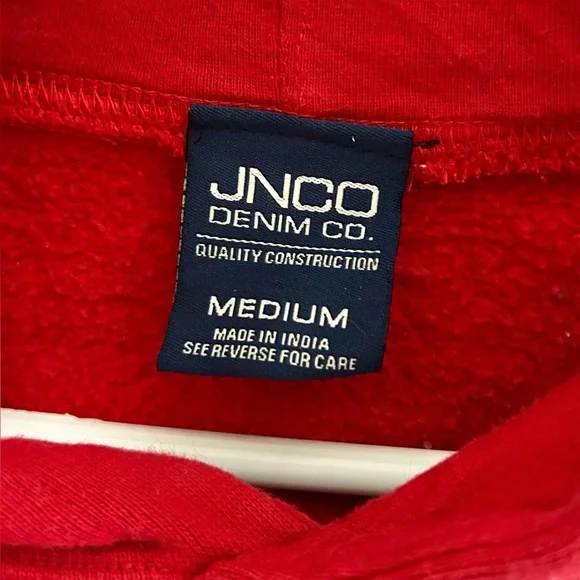 JNCO
DENIM CO.
QUALITY CONSTRUCTION
MEDIUM
MADE IN INDIA
SEE REVERSE FOR CARE